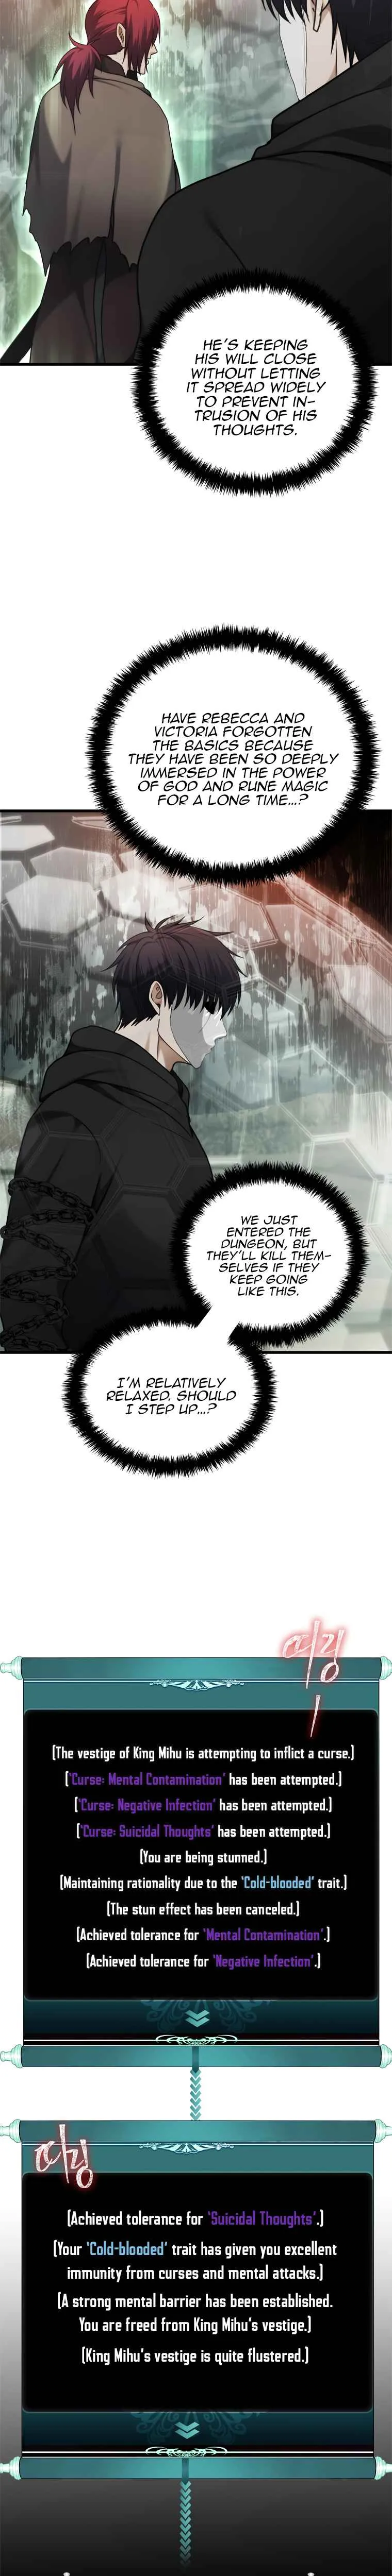 HE'S KEEPING
HIS WILL CLOSE
WITHOUT LETTING
IT SPREAD WIDELY
TO PREVENT IN-
TRUSION OF HIS
THOUGHTS.
HAVE REBECCA AND
VICTORIA FORGOTTEN
THE BASICS BECAUSE
THEY HAVE BEEN SO DEEPLY
IMMERSED IN THE POWER
OF GOD AND RUNE MAGIC
FOR A LONG TIME...?
WE JUST
ENTERED THE
DUNGEON, BUT
THEY'LL KILL THEM-
SELVES IF THEY
KEEP GOING
LIKE THIS.
I'M RELATIVELY
RELAXED. SHOULD
I STEP UP...?
띠링
[The vestige of King Mihu is attempting to inflict a curse.]
['Curse: Mental Contamination' has been attempted.]
['Curse: Negative Infection' has been attempted.]
['Curse: Suicidal Thoughts' has been attempted.]
[You are being stunned.]
[Maintaining rationality due to the 'Cold-blooded' trait.]
[The stun effect has been canceled.]
[Achieved tolerance for 'Mental Contamination'.]
[Achieved tolerance for 'Negative Infection'.]
띠링
[Achieved tolerance for 'Suicidal Thoughts'.]
[Your 'Cold-blooded' trait has given you excellent
immunity from curses and mental attacks.]
[A strong mental barrier has been established.
You are freed from King Mihu's vestige.]
[King Mihu's vestige is quite flustered.]